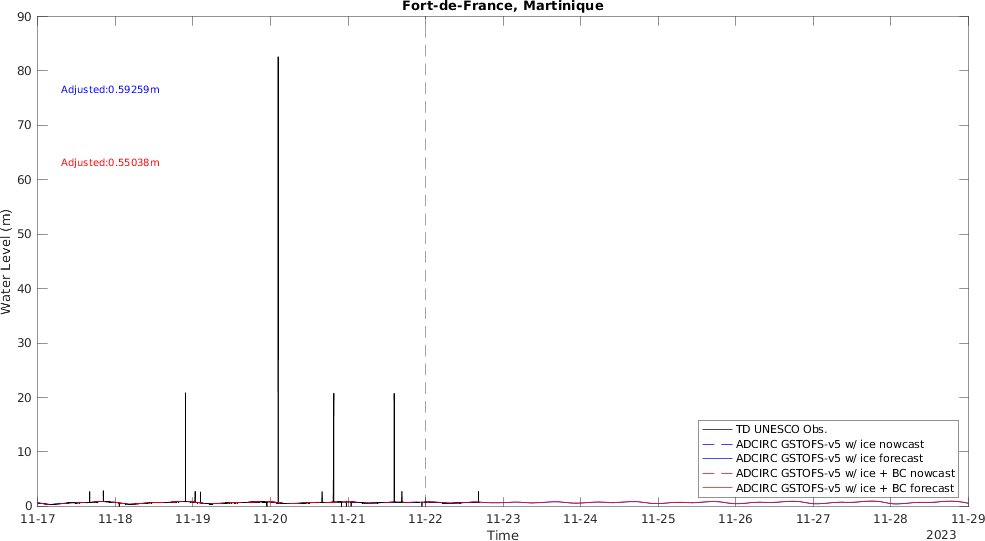 Fort-de-France, Martinique
90
80
70
60
50
40
30
20
10
0
Water Level (m)
Adjusted:0.59259m
Adjusted:0.55038m
TD UNESCO Obs.
ADCIRC GSTOFS-v5 w/ ice nowcast
ADCIRC GSTOFS-v5 w/ ice forecast
ADCIRC GSTOFS-v5 w/ ice + BC nowcast
ADCIRC GSTOFS-v5 w/ ice + BC forecast
11-17 11-18 11-19 11-20 11-21 11-22 11-23 11-24 11-25 11-26 11-27 11-28 11-29
Time
2023